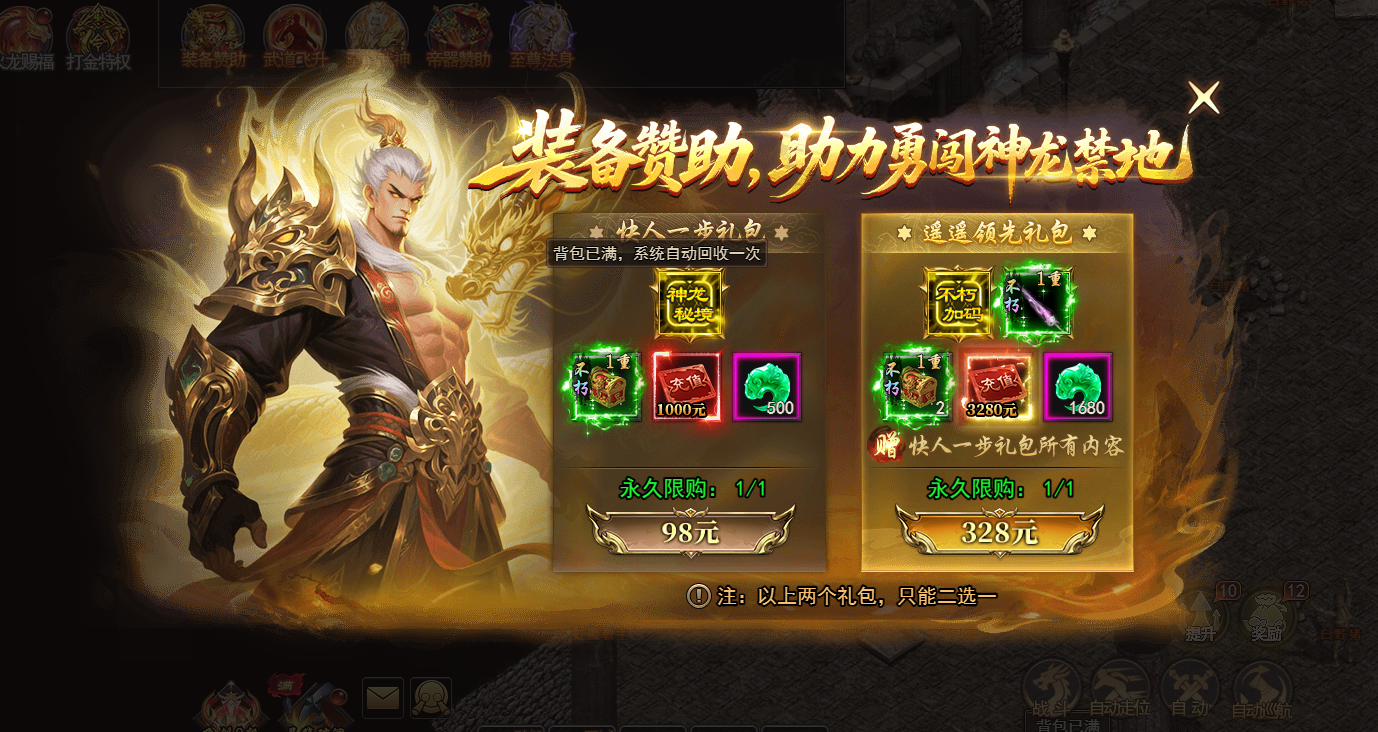 火龙赐福 打金特权 装备赞助 武道飞升 帝器赞助 至尊法身
装备赞助,助力勇闯神龙禁地
快人一步礼包
背包已满，系统自动回收一次
神龙秘境
不朽 1重
充值 1000元
500
永久限购： 1/1
98元
遥遥领先礼包
不朽加码
不朽 1重
不朽 1重 2
充值 3280元
1680
赠 快人一步礼包所有内容
永久限购： 1/1
328元
注：以上两个礼包，只能二选一
10
提升
12
奖励
满
战斗 自动走位 自动 自动巡航
背包已满